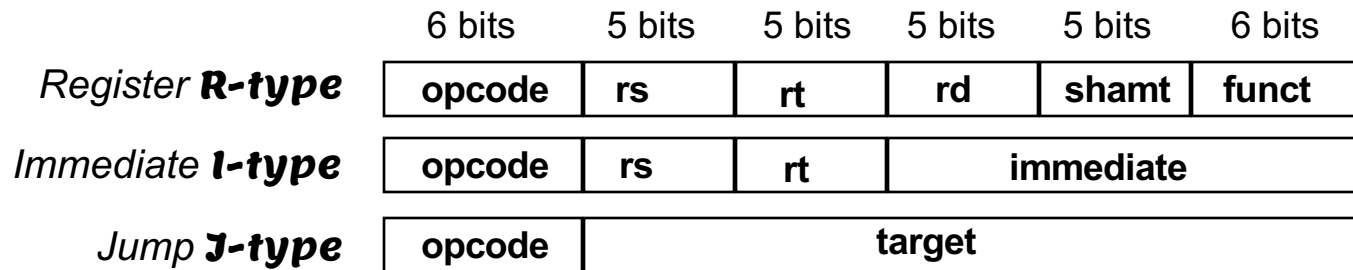 6 bits 5 bits 5 bits 5 bits 5 bits 6 bits
Register R-type opcode rs rt rd shamt funct
Immediate I-type opcode rs rt immediate
Jump J-type opcode target